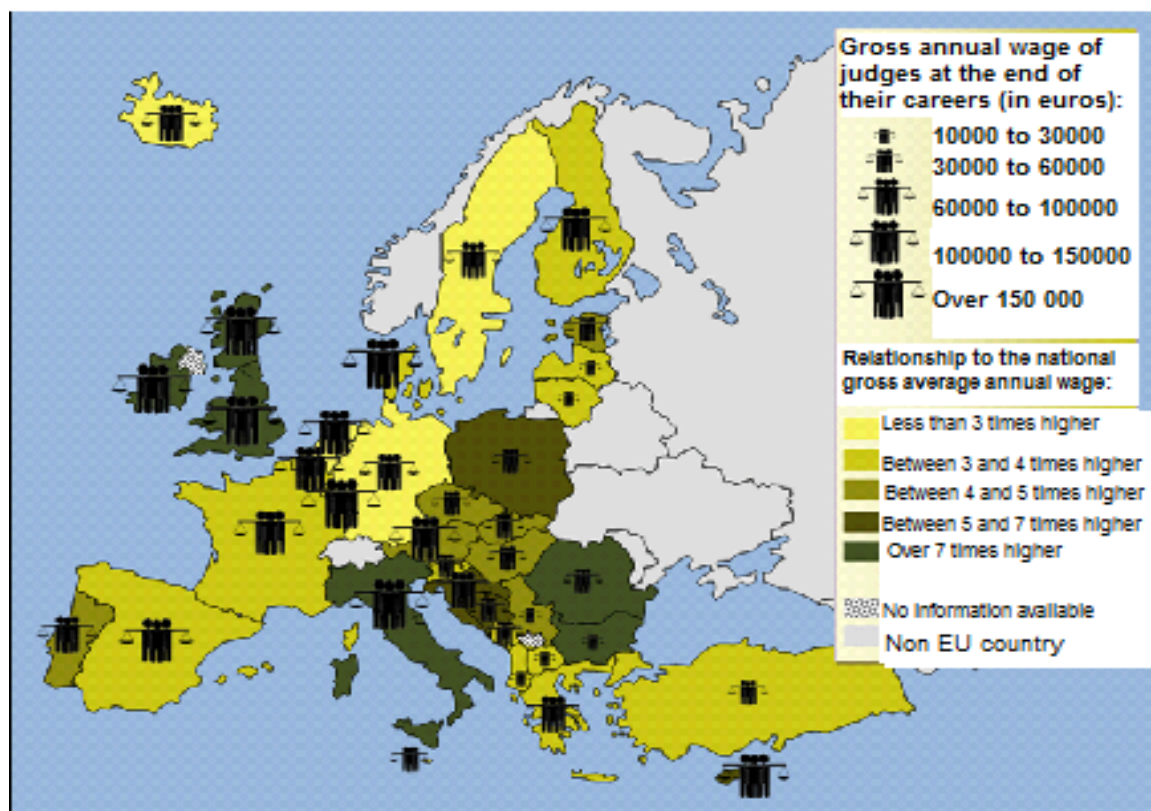 Gross annual wage of
judges at the end of
their careers (in euros):
10000 to 30000
30000 to 60000
60000 to 100000
100000 to 150000
Over 150 000
Relationship to the national
gross average annual wage:
Less than 3 times higher
Between 3 and 4 times higher
Between 4 and 5 times higher
Between 5 and 7 times higher
Over 7 times higher
No information available
Non EU country